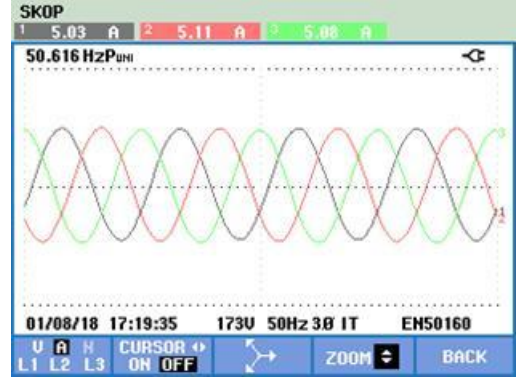 SKOP
1 5.03 A 2 5.11 A 3 5.08 A
50.616 HzPUNI
3
1
2
01/08/18 17:19:35 173V 50Hz 3Ø IT EN50160
V A N CURSOR ZOOM BACK
L1 L2 L3 ON OFF